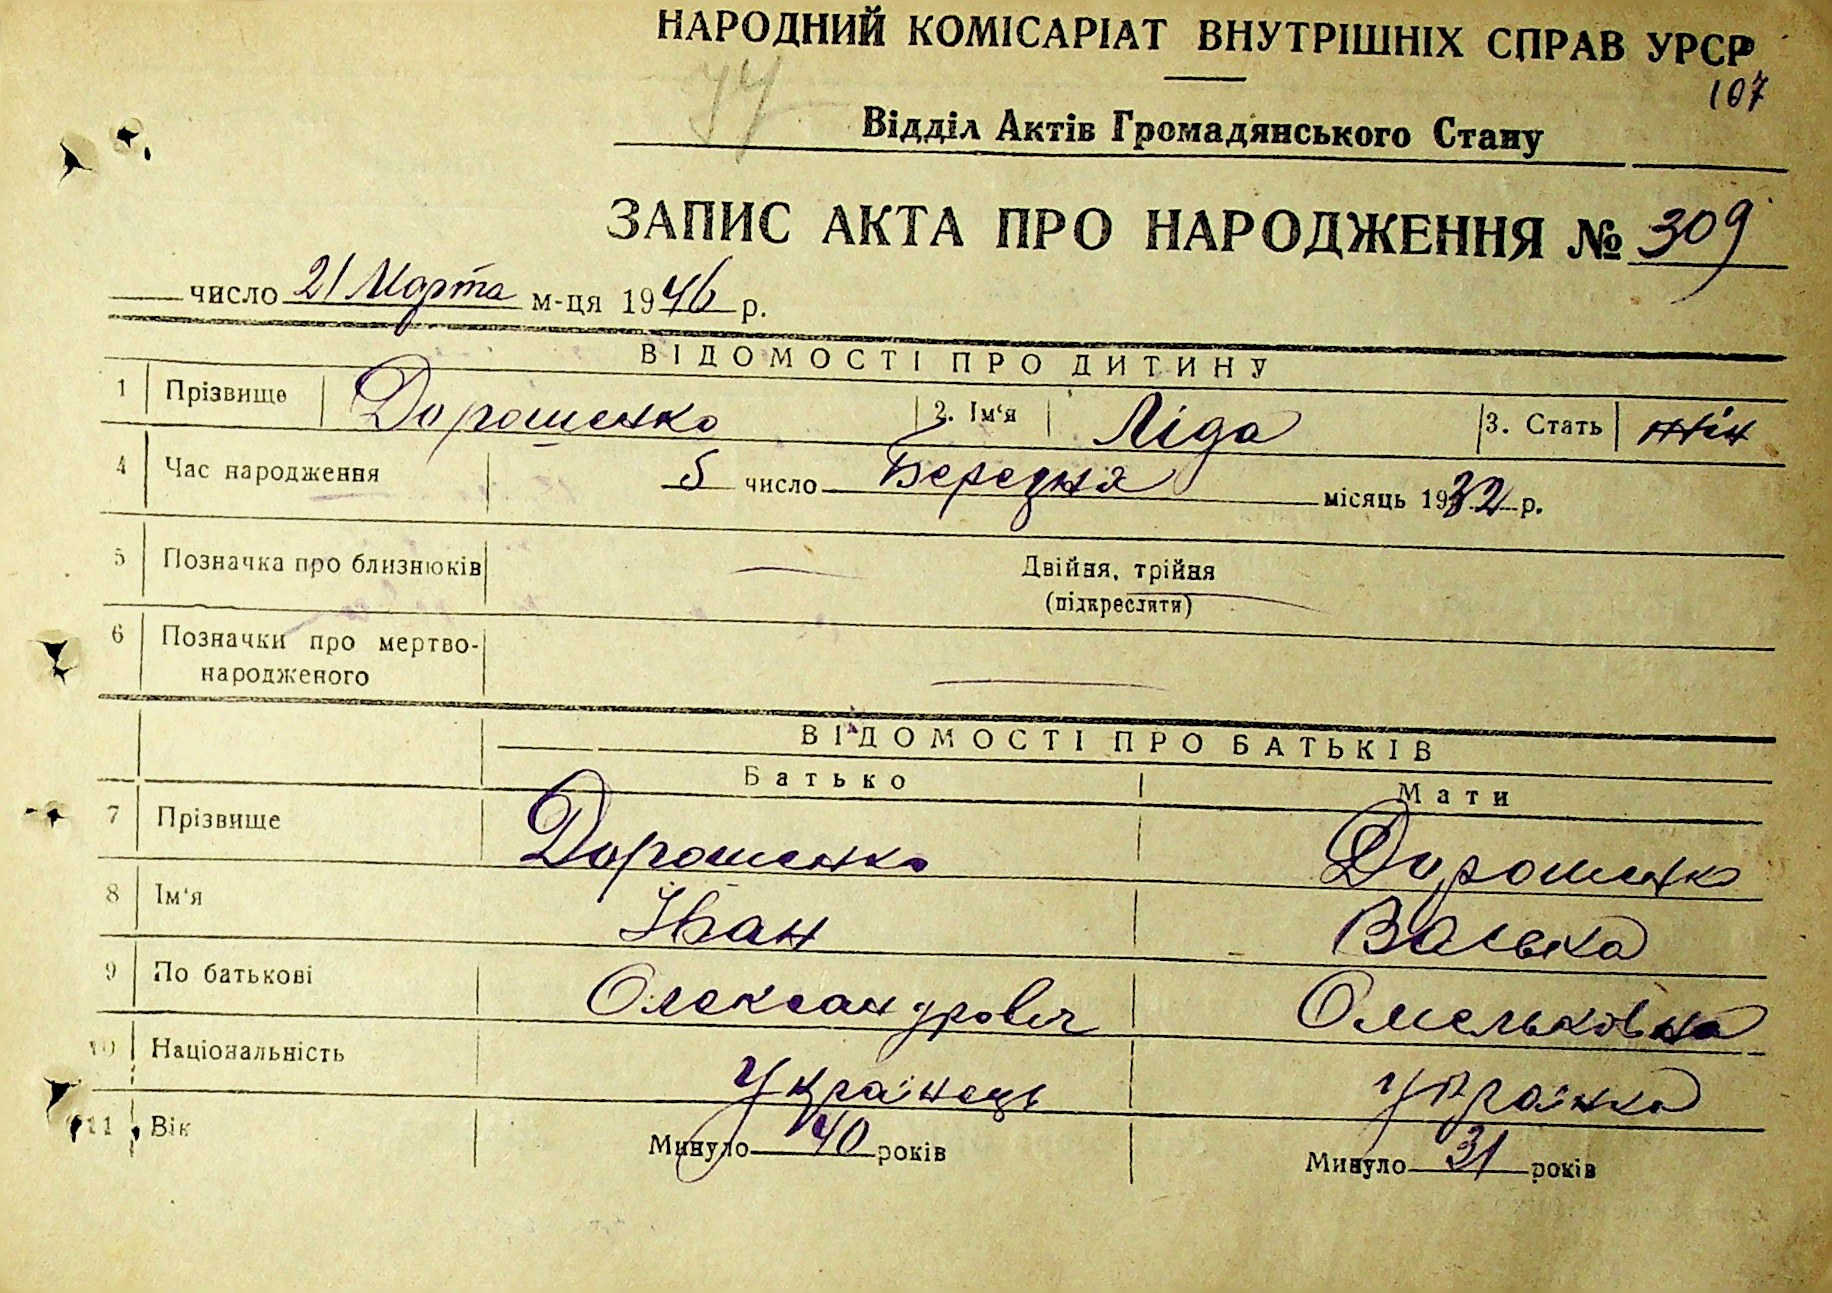 НАРОДНИЙ КОМІСАРІАТ ВНУТРІШНІХ СПРАВ УРСР
107
Відділ Актів Громадянського Стану
ЗАПИС АКТА ПРО НАРОДЖЕННЯ № 309
число 21 Марта м-ця 1946 р.
ВІДОМОСТІ ПРО ДИТИНУ
1 Прізвище Дорошенко 2. Ім'я Ліда 3. Стать жін
4 Час народження 5 число Березня місяць 1932 р.
5 Позначка про близнюків Двійня, трійня
(підкреслити)
6 Позначки про мертво-
народженого
ВІДОМОСТІ ПРО БАТЬКІВ
Батько Мати
7 Прізвище Дорошенко Дорошенко
8 Ім'я Іван Васька
9 По батькові Олександрович Омельковна
10 Національність Українець Українка
11 Вік Минуло 40 років Минуло 31 років